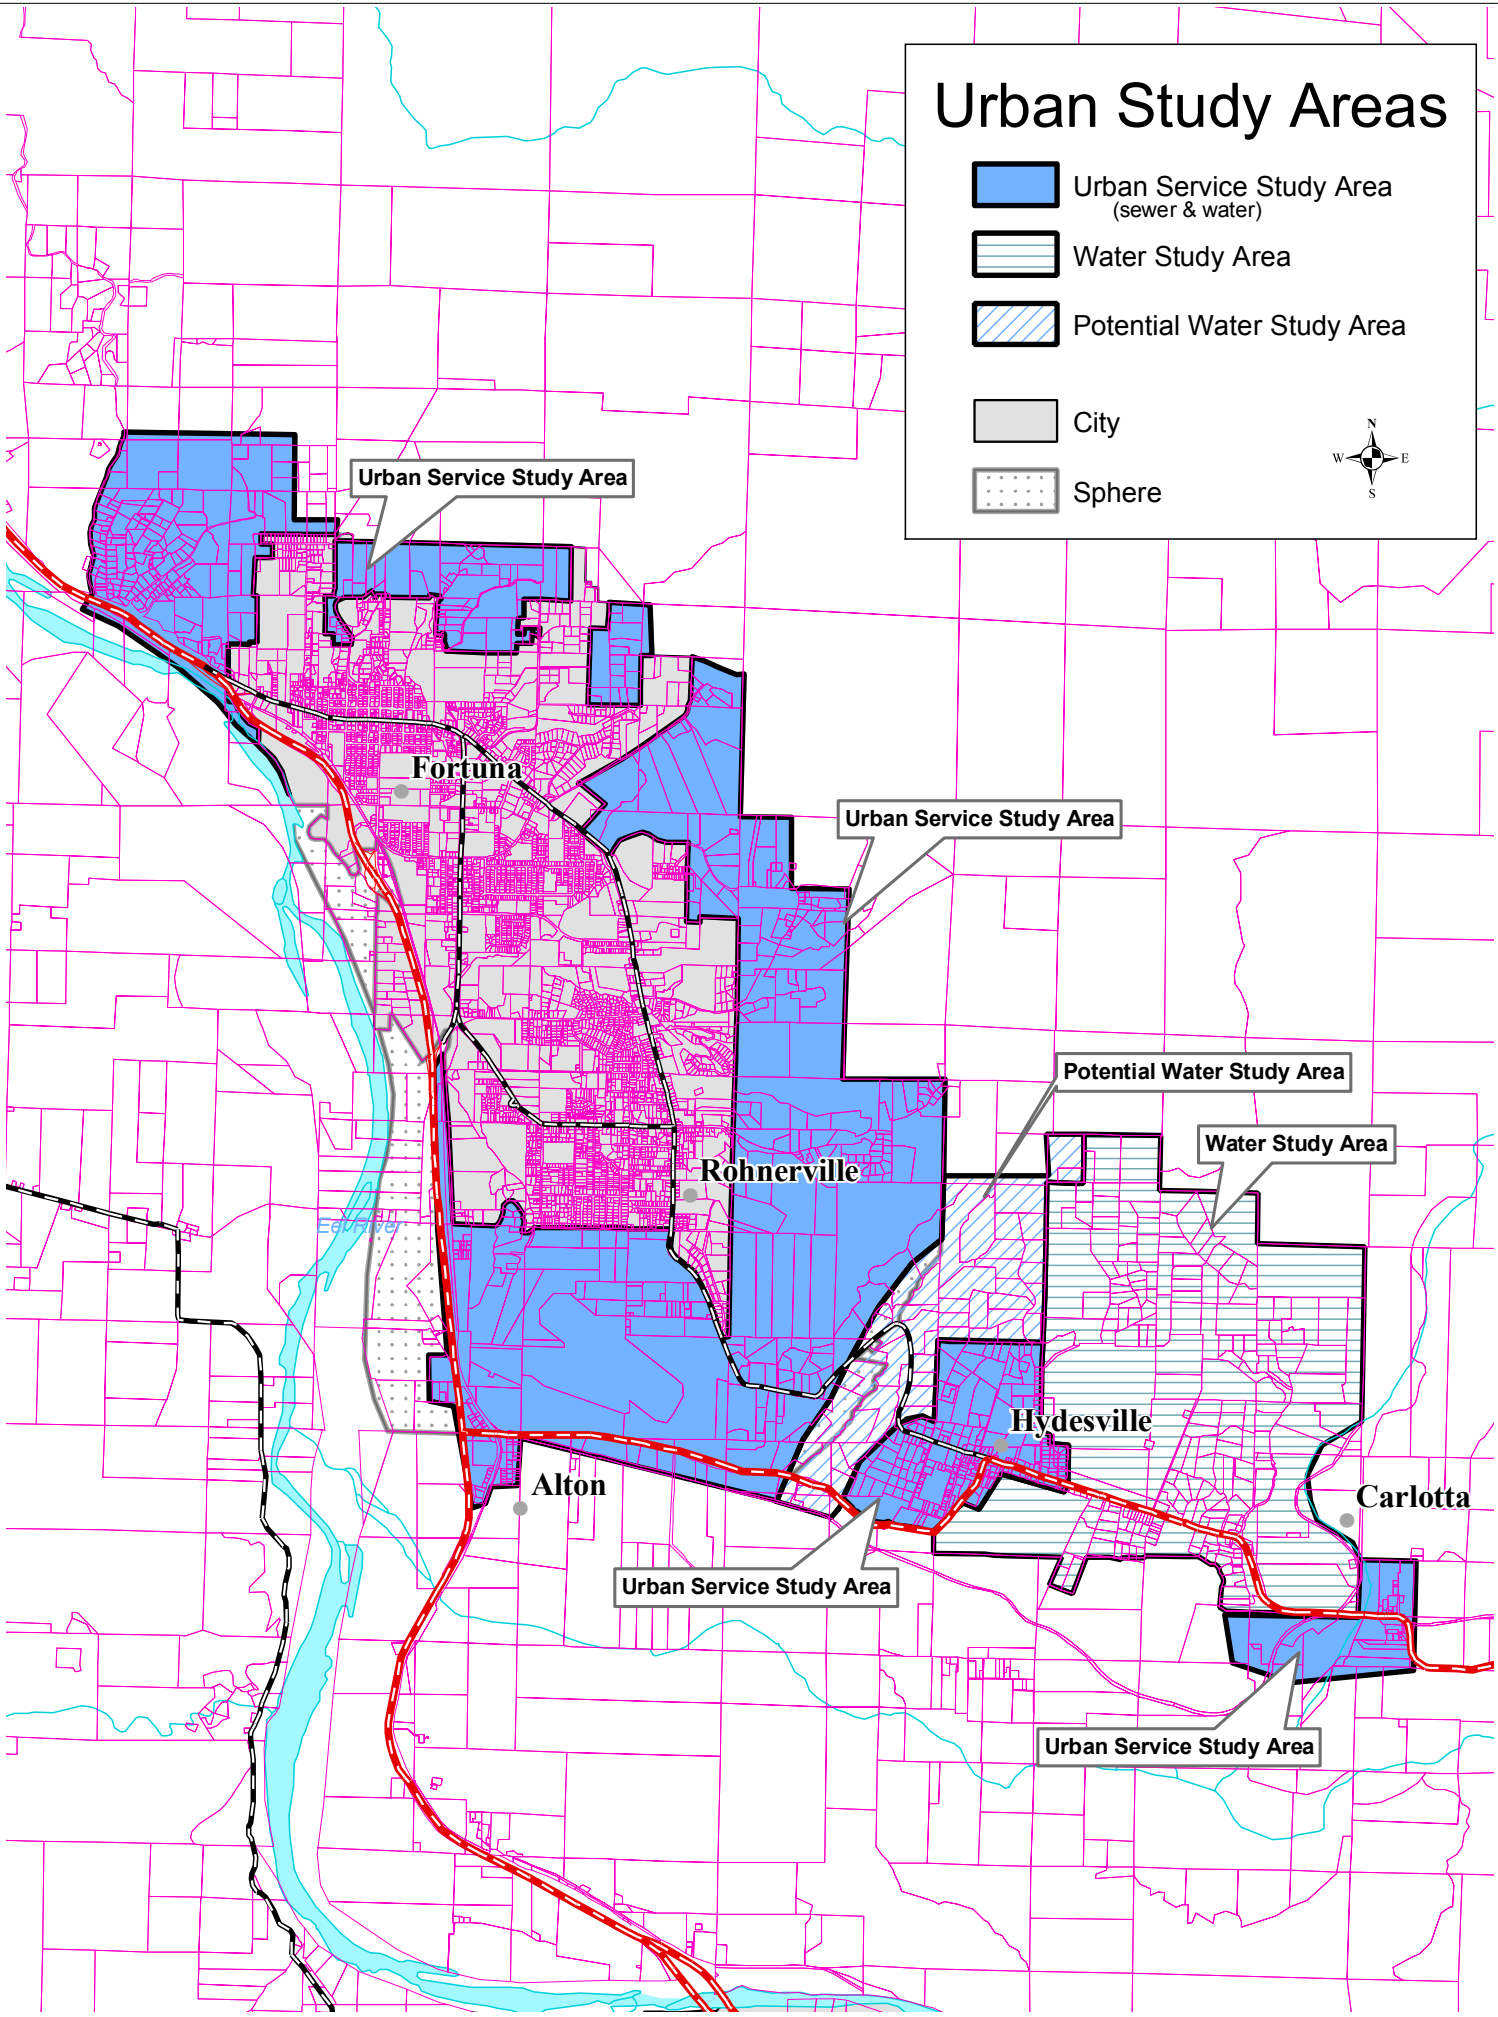 Urban Study Areas
Urban Service Study Area
(sewer & water)
Water Study Area
Potential Water Study Area
City
Sphere
N
W
E
S
Urban Service Study Area
Fortuna
Urban Service Study Area
Potential Water Study Area
Water Study Area
Rohnerville
Eel River
Hydesville
Alton
Carlotta
Urban Service Study Area
Urban Service Study Area